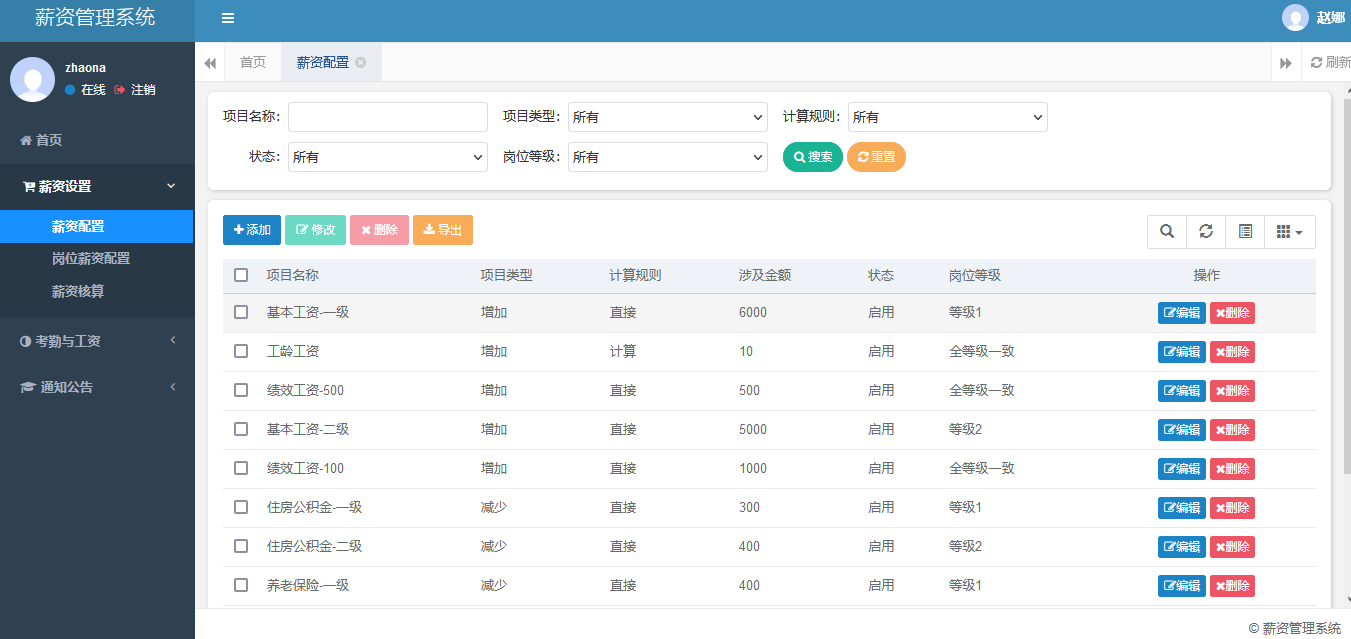 薪资管理系统
赵娜
zhaona
在线 注销
首页
薪资设置
薪资配置
岗位薪资配置
薪资核算
考勤与工资
通知公告
首页 薪资配置 刷新
项目名称： 项目类型： 所有 计算规则： 所有
状态： 所有 岗位等级： 所有 搜索 重置
添加 修改 删除 导出
项目名称 项目类型 计算规则 涉及金额 状态 岗位等级 操作
基本工资-一级 增加 直接 6000 启用 等级1 编辑 删除
工龄工资 增加 计算 10 启用 全等级一致 编辑 删除
绩效工资-500 增加 直接 500 启用 全等级一致 编辑 删除
基本工资-二级 增加 直接 5000 启用 等级2 编辑 删除
绩效工资-100 增加 直接 1000 启用 全等级一致 编辑 删除
住房公积金-一级 减少 直接 300 启用 等级1 编辑 删除
住房公积金-二级 减少 直接 400 启用 等级2 编辑 删除
养老保险-一级 减少 直接 400 启用 等级1 编辑 删除
© 薪资管理系统